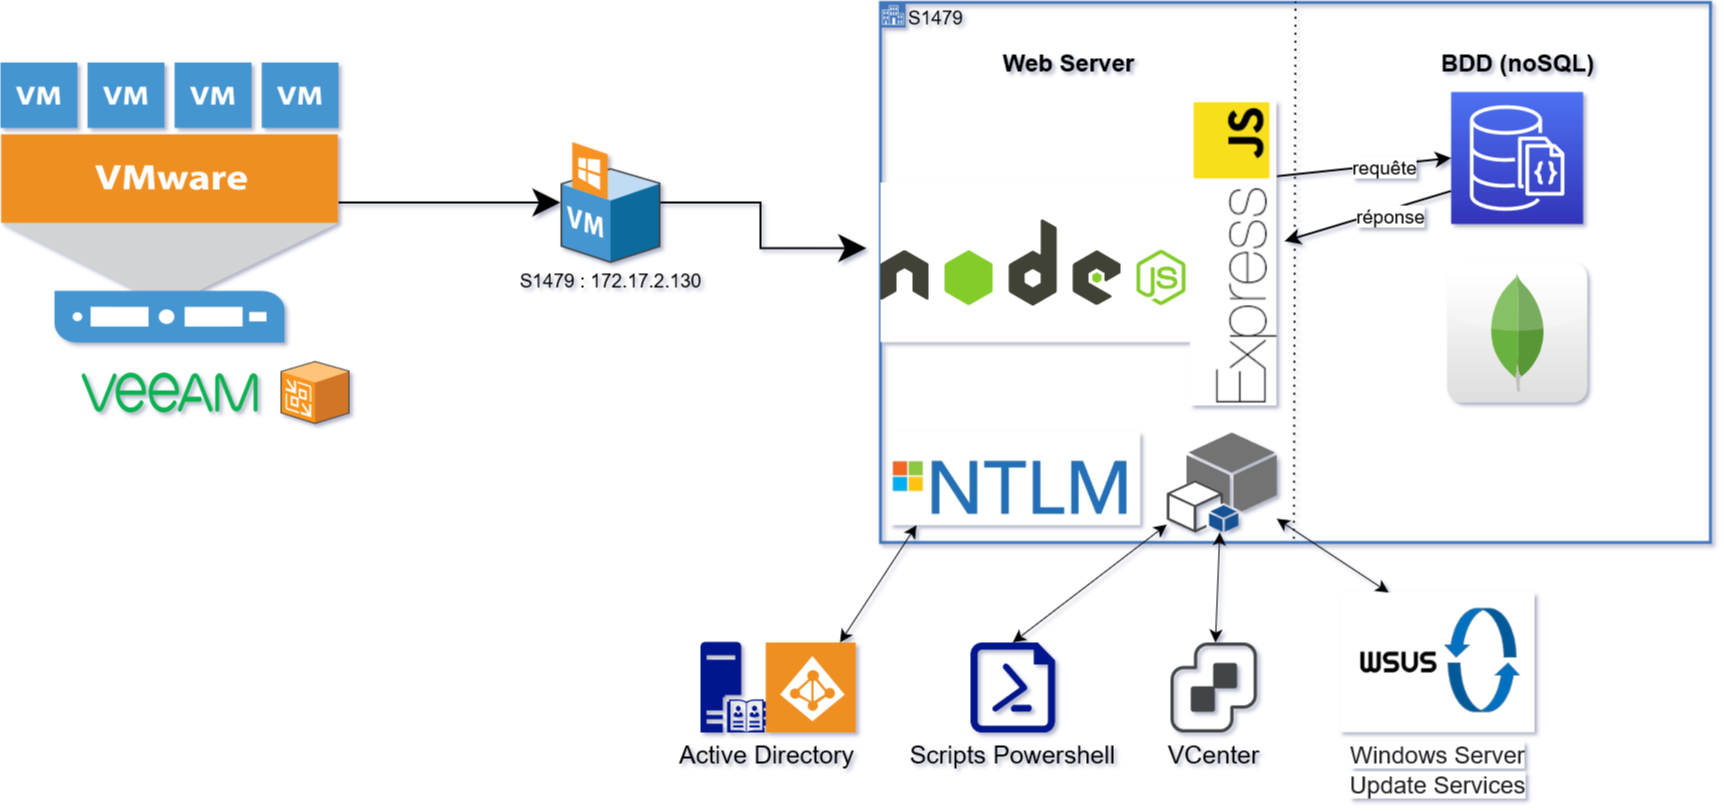 VM VM VM VM
VMware
veeAM
VM
S1479 : 172.17.2.130
S1479
Web Server
BDD (noSQL)
JS
requête
réponse
{}
node
JS
Express
NTLM
Active Directory
Scripts Powershell
VCenter
WSUS
Windows Server
Update Services